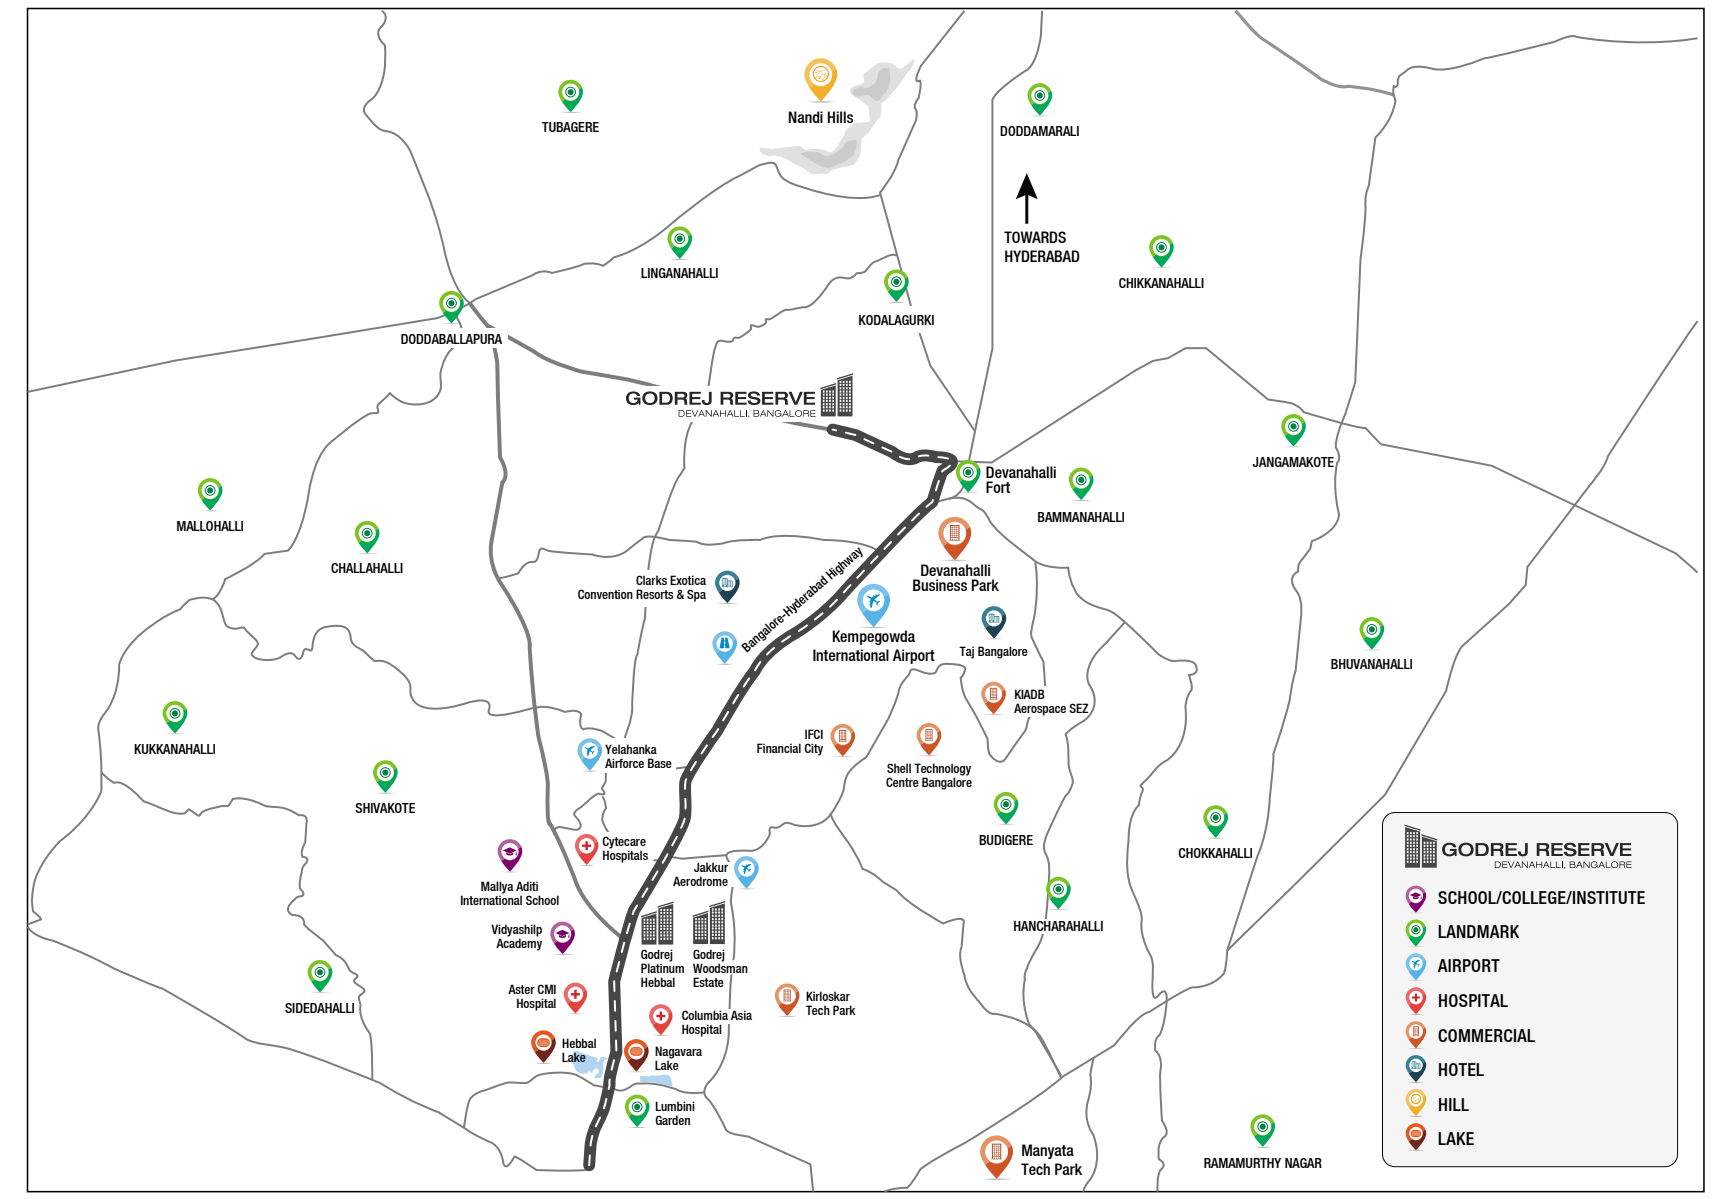 TUBAGERE
Nandi Hills
DODDAMARALI
TOWARDS
HYDERABAD
LINGANAHALLI
CHIKKANAHALLI
KODALAGURKI
DODDABALLAPURA
GODREJ RESERVE
DEVANAHALLI, BANGALORE
JANGAMAKOTE
Devanahalli
Fort
BAMMANAHALLI
MALLOHALLI
CHALLAHALLI
Clarks Exotica
Convention Resorts & Spa
Bangalore-Hyderabad Highway
Devanahalli
Business Park
Kempegowda
International Airport
Taj Bangalore
BHUVANAHALLI
KIADB
Aerospace SEZ
KUKKANAHALLI
IFCI
Financial City
Yelahanka
Airforce Base
Shell Technology
Centre Bangalore
SHIVAKOTE
BUDIGERE
CHOKKAHALLI
Cytecare
Hospitals
Jakkur
Aerodrome
Mallya Aditi
International School
HANCHARAHALLI
Vidyashilp
Academy
Godrej
Platinum
Hebbal
Godrej
Woodsman
Estate
SIDEDAHALLI
Aster CMI
Hospital
Columbia Asia
Hospital
Kirloskar
Tech Park
Hebbal
Lake
Nagavara
Lake
Lumbini
Garden
Manyata
Tech Park
RAMAMURTHY NAGAR
GODREJ RESERVE
DEVANAHALLI, BANGALORE
SCHOOL/COLLEGE/INSTITUTE
LANDMARK
AIRPORT
HOSPITAL
COMMERCIAL
HOTEL
HILL
LAKE